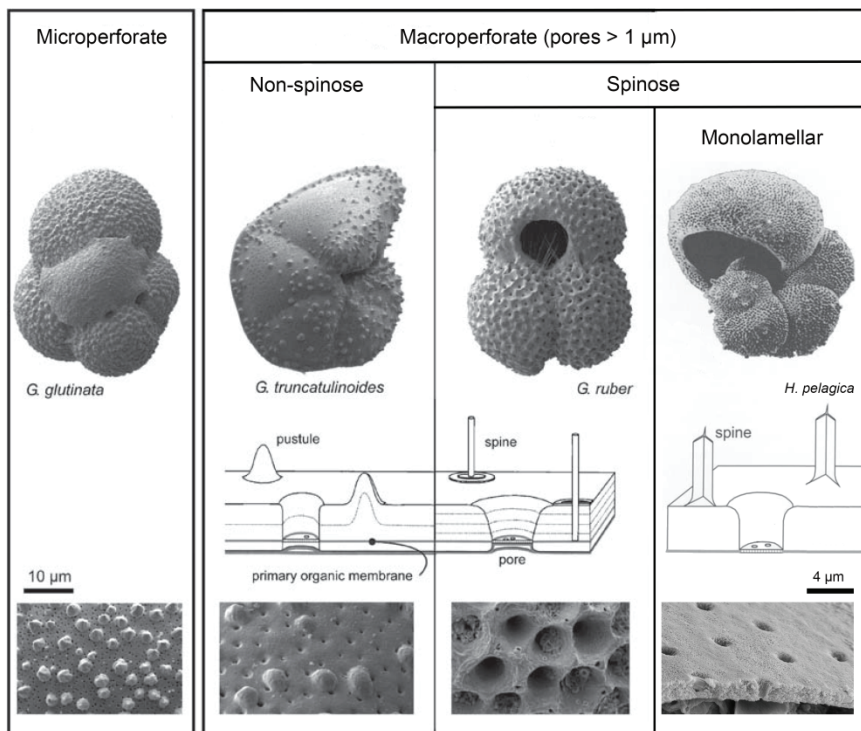 Microperforate
Macroperforate (pores > 1 μm)
Non-spinose
Spinose
Monolamellar
G. glutinata
G. truncatulinoides
G. ruber
H. pelagica
pustule
spine
spine
primary organic membrane
pore
10 μm
4 μm